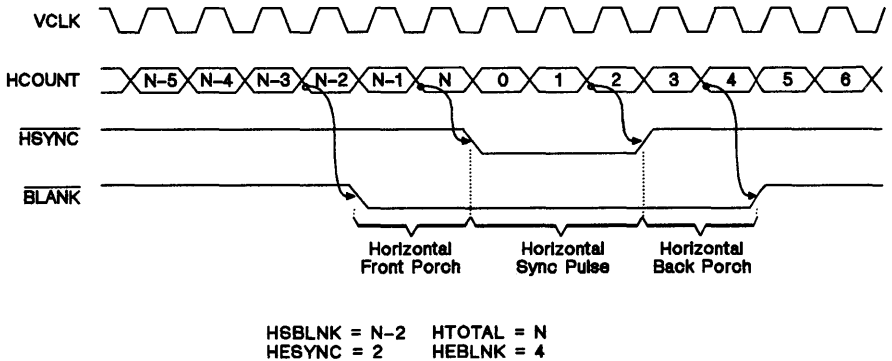 VCLK
HCOUNT N–5 N–4 N–3 N–2 N–1 N 0 1 2 3 4 5 6
HSYNC
BLANK
Horizontal Front Porch
Horizontal Sync Pulse
Horizontal Back Porch
HSBLNK = N–2 HTOTAL = N
HESYNC = 2 HEBLNK = 4